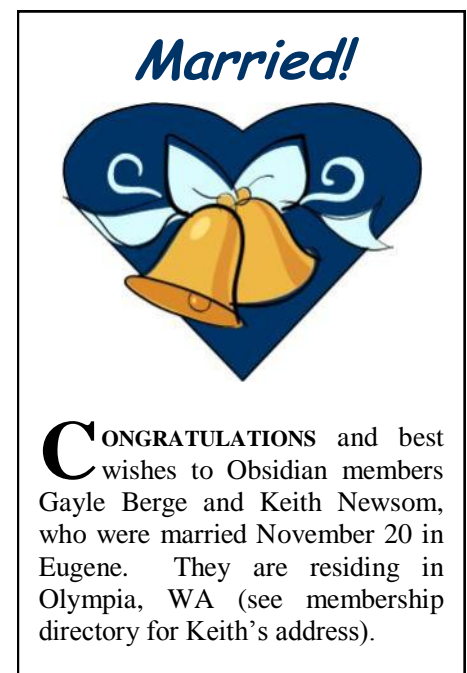 Married!
CONGRATULATIONS and best
wishes to Obsidian members
Gayle Berge and Keith Newsom,
who were married November 20 in
Eugene. They are residing in
Olympia, WA (see membership
directory for Keith's address).